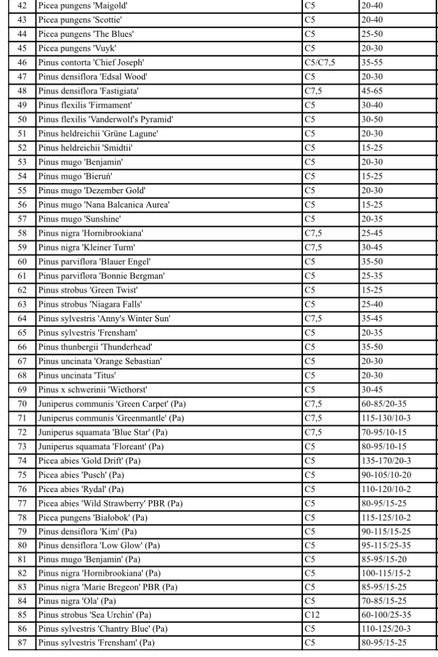 42 Picea pungens 'Maigold' C5 20-40
43 Picea pungens 'Scottie' C5 20-40
44 Picea pungens 'The Blues' C5 25-50
45 Picea pungens 'Vuyk' C5 20-30
46 Pinus contorta 'Chief Joseph' C5/C7,5 35-55
47 Pinus densiflora 'Edsal Wood' C5 20-30
48 Pinus densiflora 'Fastigiata' C7,5 45-65
49 Pinus flexilis 'Firmament' C5 30-40
50 Pinus flexilis 'Vanderwolf's Pyramid' C5 30-50
51 Pinus heldreichii 'Grüne Lagune' C5 20-30
52 Pinus heldreichii 'Smidtii' C5 15-25
53 Pinus mugo 'Benjamin' C5 20-30
54 Pinus mugo 'Bieruń' C5 15-25
55 Pinus mugo 'Dezember Gold' C5 20-30
56 Pinus mugo 'Nana Balcanica Aurea' C5 15-25
57 Pinus mugo 'Sunshine' C5 20-35
58 Pinus nigra 'Hornibrookiana' C7,5 25-45
59 Pinus nigra 'Kleiner Turm' C7,5 30-45
60 Pinus parviflora 'Blauer Engel' C5 35-50
61 Pinus parviflora 'Bonnie Bergman' C5 25-35
62 Pinus strobus 'Green Twist' C5 15-25
63 Pinus strobus 'Niagara Falls' C5 25-40
64 Pinus sylvestris 'Anny's Winter Sun' C7,5 35-45
65 Pinus sylvestris 'Frensham' C5 20-35
66 Pinus thunbergii 'Thunderhead' C5 35-50
67 Pinus uncinata 'Orange Sebastian' C5 20-30
68 Pinus uncinata 'Titus' C5 20-30
69 Pinus x schwerinii 'Wiethorst' C5 30-45
70 Juniperus communis 'Green Carpet' (Pa) C7,5 60-85/20-35
71 Juniperus communis 'Greenmantle' (Pa) C7,5 115-130/10-3
72 Juniperus squamata 'Blue Star' (Pa) C7,5 70-95/10-15
73 Juniperus squamata 'Floreant' (Pa) C5 80-95/10-15
74 Picea abies 'Gold Drift' (Pa) C5 135-170/20-3
75 Picea abies 'Pusch' (Pa) C5 90-105/10-20
76 Picea abies 'Rydal' (Pa) C5 110-120/10-2
77 Picea abies 'Wild Strawberry' PBR (Pa) C5 80-95/15-25
78 Picea pungens 'Białobok' (Pa) C5 115-125/10-2
79 Pinus densiflora 'Kim' (Pa) C5 90-115/15-25
80 Pinus densiflora 'Low Glow' (Pa) C5 95-115/25-35
81 Pinus mugo 'Benjamin' (Pa) C5 85-95/15-20
82 Pinus nigra 'Hornibrookiana' (Pa) C5 100-115/15-2
83 Pinus nigra 'Marie Bregeon' PBR (Pa) C5 85-95/15-25
84 Pinus nigra 'Ola' (Pa) C5 70-85/15-25
85 Pinus strobus 'Sea Urchin' (Pa) C12 60-100/25-35
86 Pinus sylvestris 'Chantry Blue' (Pa) C5 110-125/20-3
87 Pinus sylvestris 'Frensham' (Pa) C5 80-95/15-25